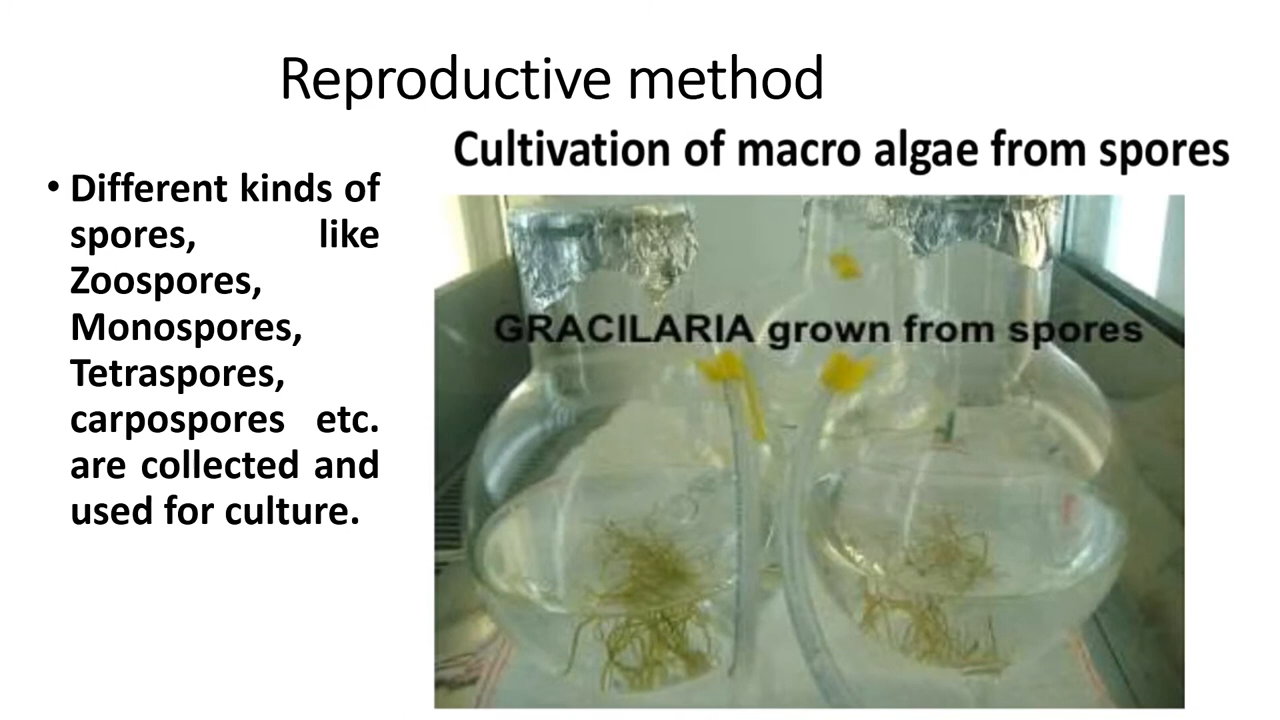 Reproductive method
Cultivation of macro algae from spores
• Different kinds of
spores, like
Zoospores,
Monospores,
Tetraspores,
carpospores etc.
are collected and
used for culture.
GRACILARIA grown from spores